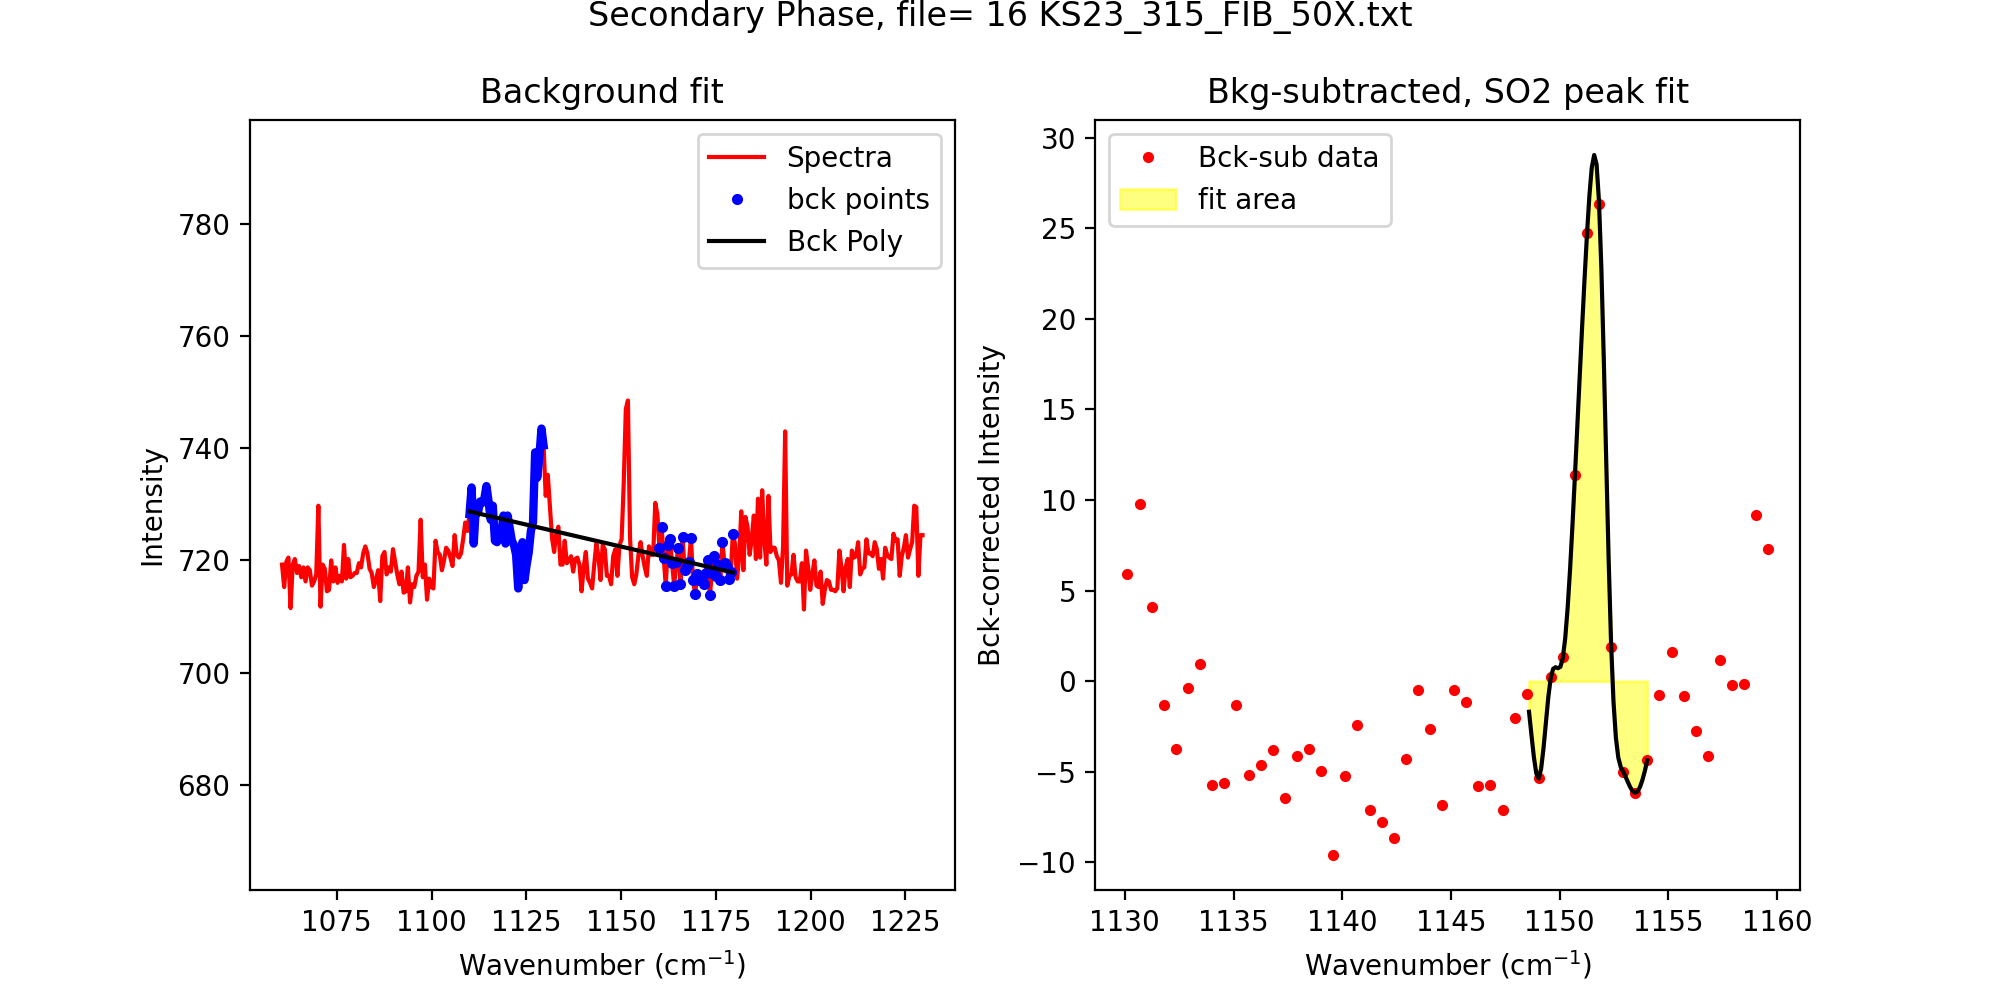 Secondary Phase, file= 16 KS23_315_FIB_50X.txt
Background fit
Spectra
bck points
Bck Poly
Intensity
780
760
740
720
700
680
1075 1100 1125 1150 1175 1200 1225
Wavenumber (cm⁻¹)
Bkg-subtracted, SO2 peak fit
Bck-sub data
fit area
Bck-corrected Intensity
30
25
20
15
10
5
0
−5
−10
1130 1135 1140 1145 1150 1155 1160
Wavenumber (cm⁻¹)